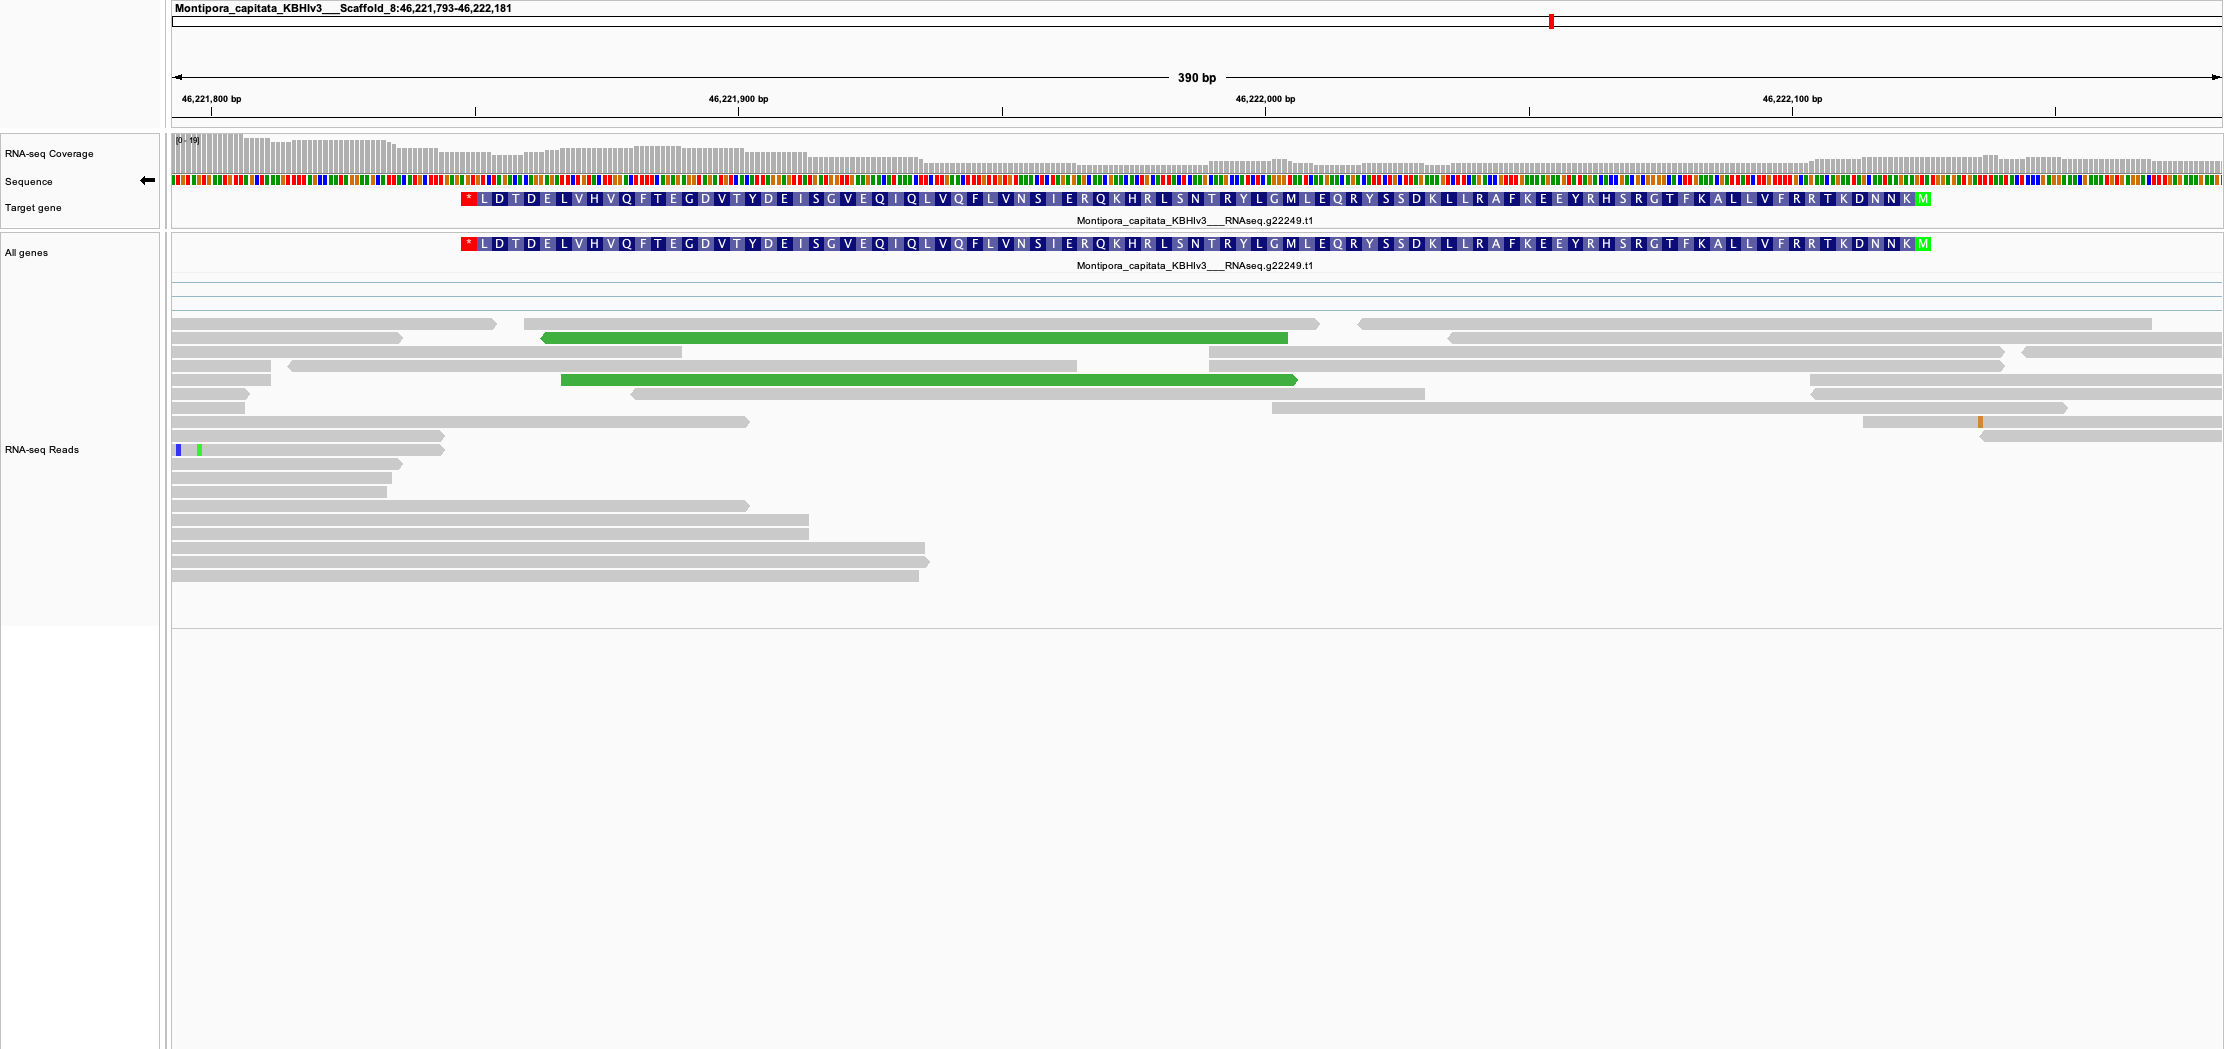 Montipora_capitata_KBHIv3___Scaffold_8:46,221,793-46,222,181
390 bp
46,221,800 bp 46,221,900 bp 46,222,000 bp 46,222,100 bp
RNA-seq Coverage
[0 - 19]
Sequence
Target gene
* L D T D E L V H V Q F T E G D V T Y D E I S G V E Q I Q L V Q F L V N S I E R Q K H R L S N T R Y L G M L E Q R Y S S D K L L R A F K E E Y R H S R G T F K A L L V F R R T K D N N K M
Montipora_capitata_KBHIv3___RNAseq.g22249.t1
All genes
* L D T D E L V H V Q F T E G D V T Y D E I S G V E Q I Q L V Q F L V N S I E R Q K H R L S N T R Y L G M L E Q R Y S S D K L L R A F K E E Y R H S R G T F K A L L V F R R T K D N N K M
Montipora_capitata_KBHIv3___RNAseq.g22249.t1
RNA-seq Reads